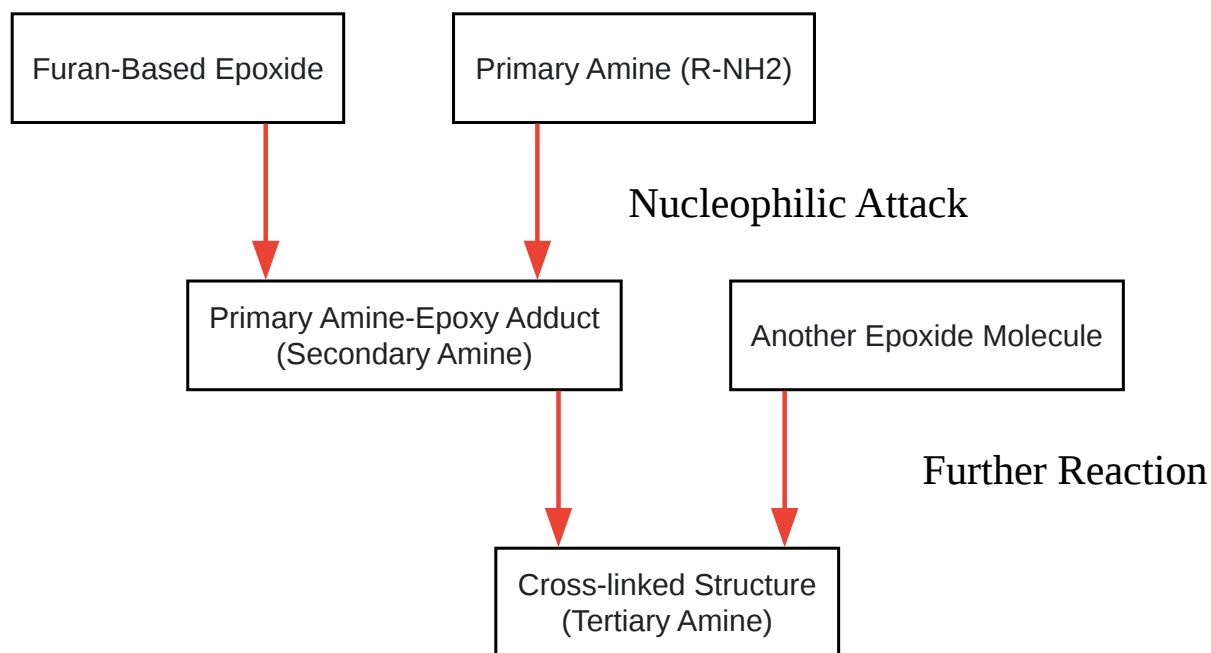 Furan-Based Epoxide
Primary Amine (R-NH2)
Nucleophilic Attack
Primary Amine-Epoxy Adduct
(Secondary Amine)
Another Epoxide Molecule
Further Reaction
Cross-linked Structure
(Tertiary Amine)